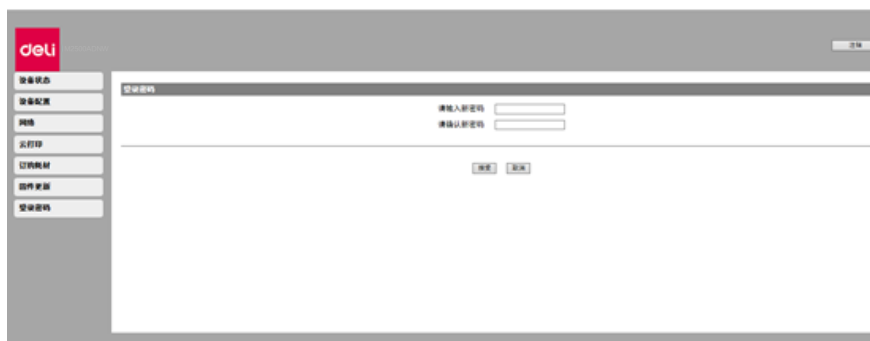 deli
注销
设备状态
设备配置
网络
云打印
订购耗材
固件更新
登录密码
登录密码
请输入新密码
请确认新密码
接受 取消